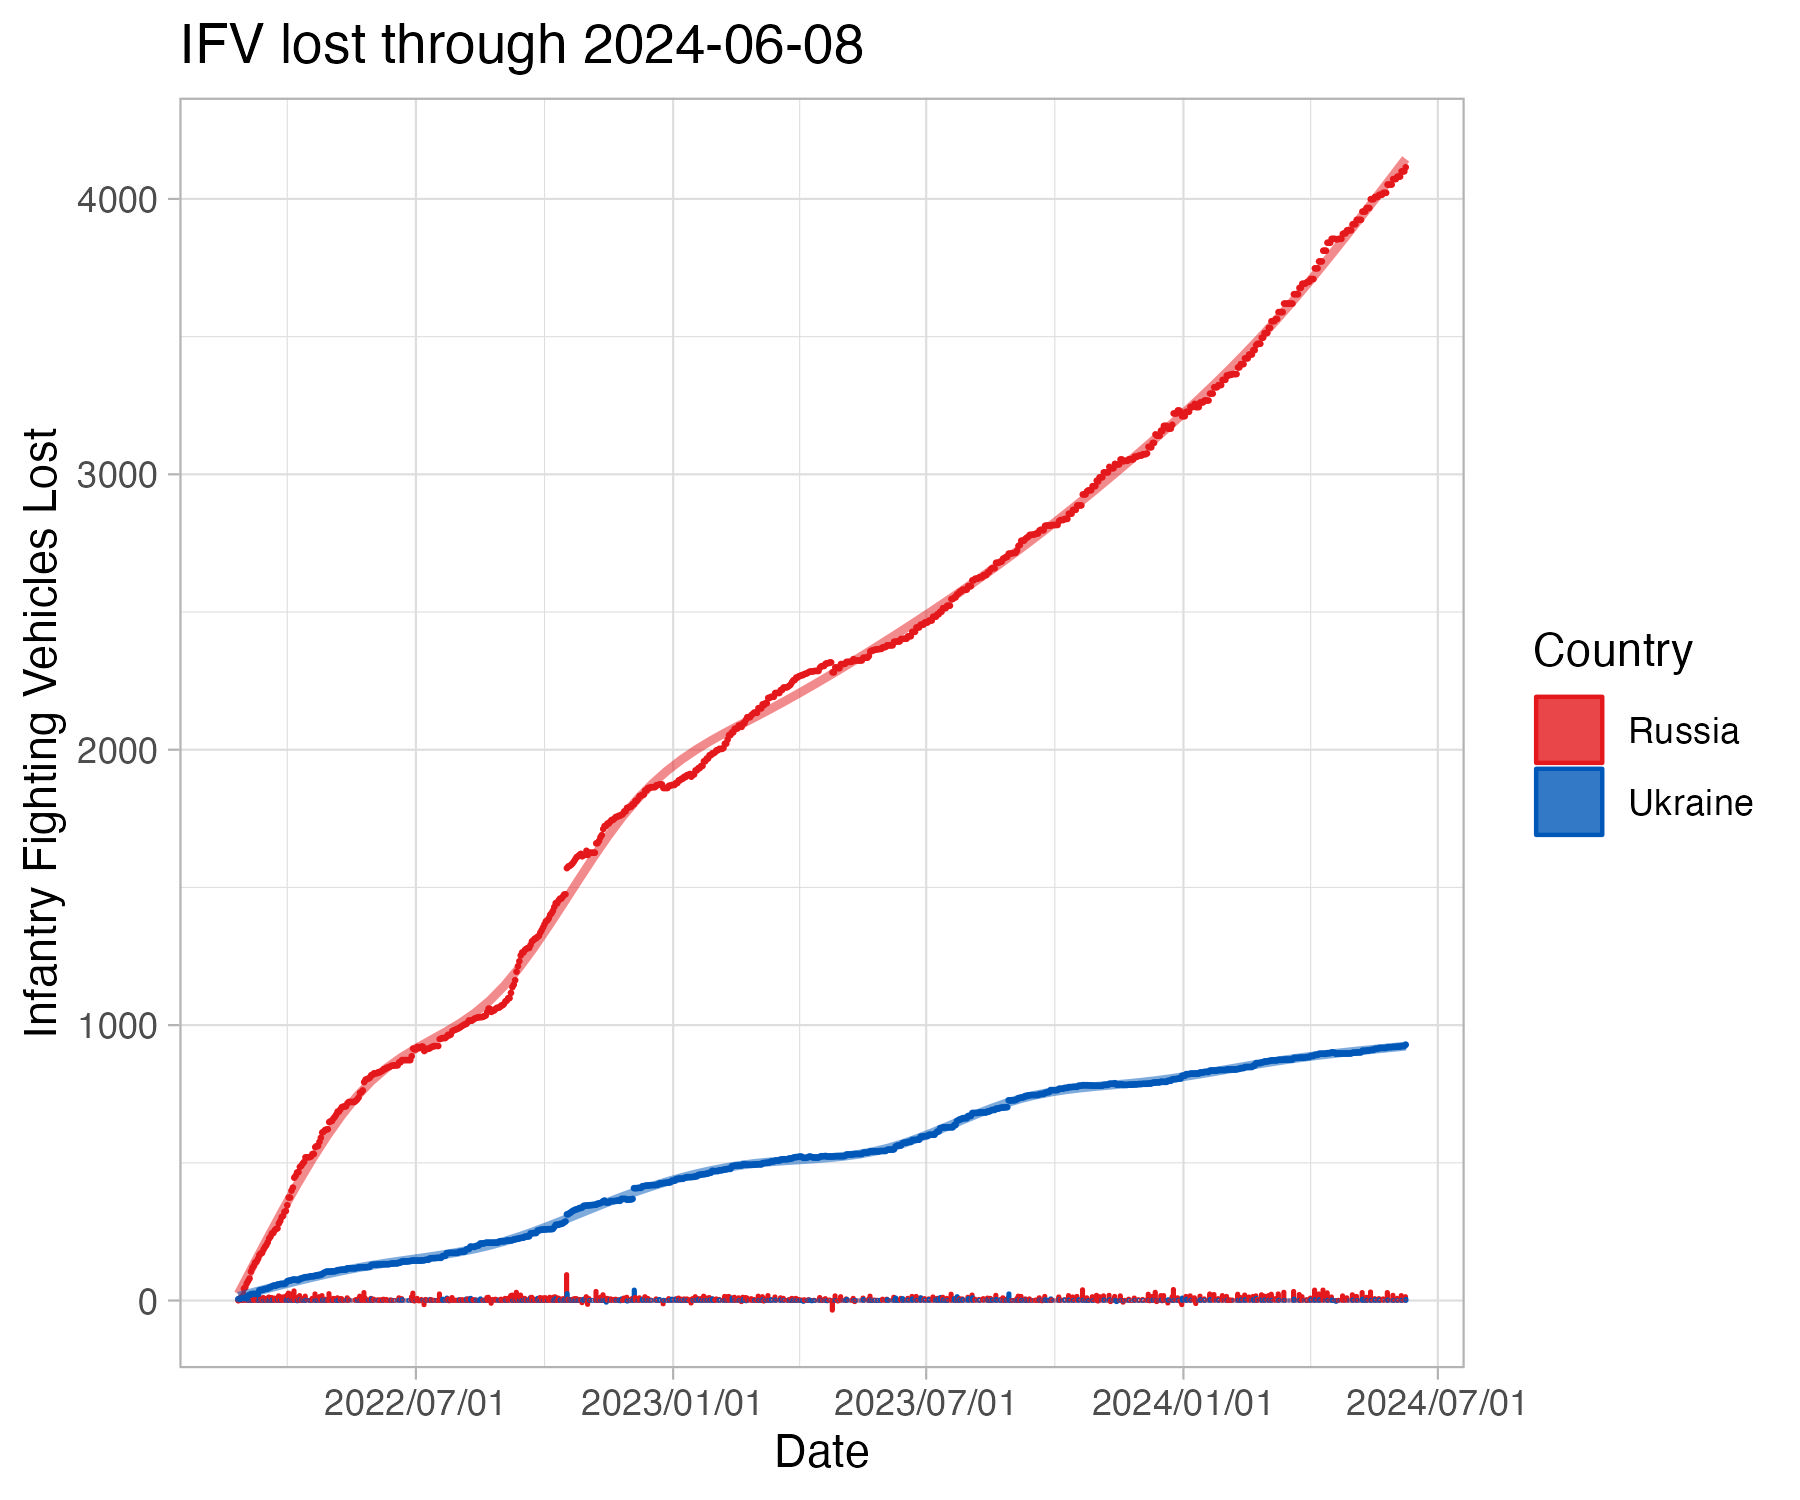 IFV lost through 2024-06-08
Infantry Fighting Vehicles Lost
4000
3000
2000
1000
0
2022/07/01
2023/01/01
2023/07/01
2024/01/01
2024/07/01
Date
Country
Russia
Ukraine